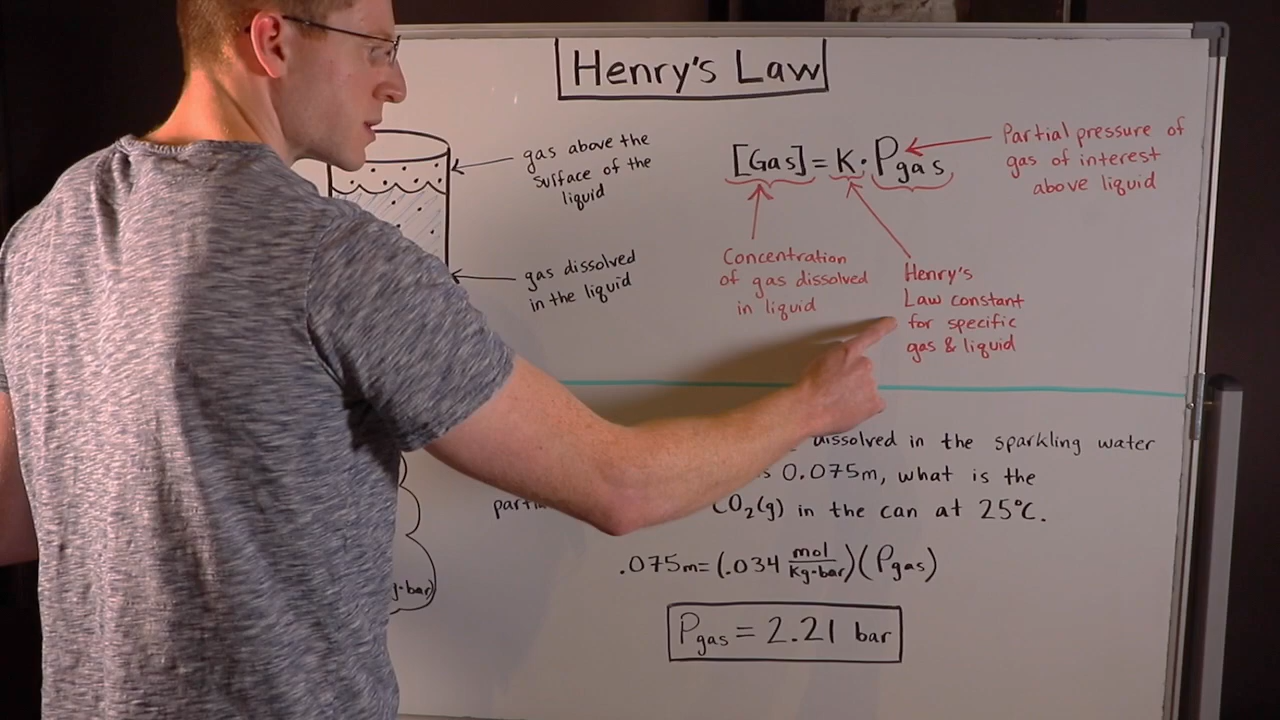 Henry's Law
gas above the
surface of the
liquid
gas dissolved
in the liquid
[Gas] = K · Pgas
Partial pressure of
gas of interest
above liquid
Concentration
of gas dissolved
in liquid
Henry's
Law constant
for specific
gas & liquid
dissolved in the sparkling water
0.075m, what is the
CO₂(g) in the can at 25°C.
.075m = (.034 mol/kg·bar)(Pgas)
Pgas = 2.21 bar